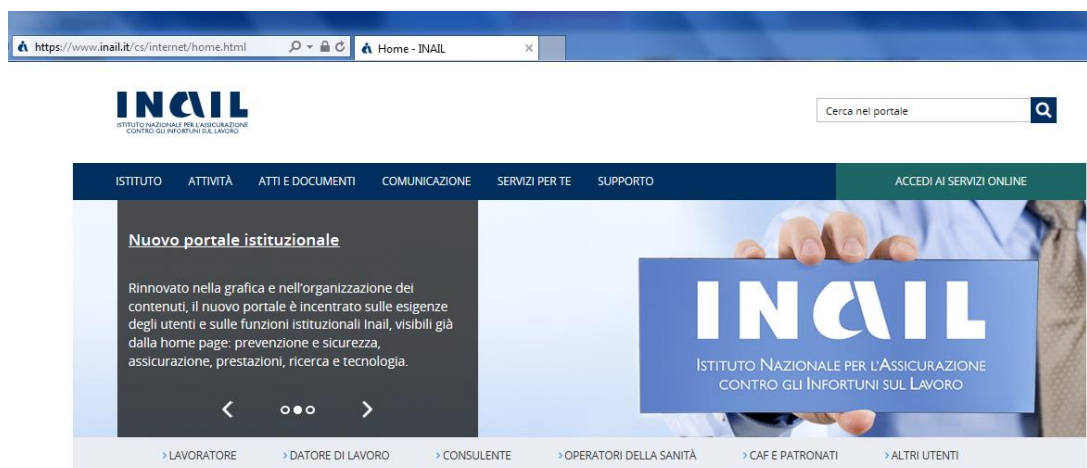 https://www.inail.it/cs/internet/home.html
Home - INAIL
INAIL
ISTITUTO NAZIONALE PER L'ASSICURAZIONE
CONTRO GLI INFORTUNI SUL LAVORO
Cerca nel portale
ISTITUTO ATTIVITÀ ATTI E DOCUMENTI COMUNICAZIONE SERVIZI PER TE SUPPORTO ACCEDI AI SERVIZI ONLINE
Nuovo portale istituzionale
Rinnovato nella grafica e nell'organizzazione dei
contenuti, il nuovo portale è incentrato sulle esigenze
degli utenti e sulle funzioni istituzionali Inail, visibili già
dalla home page: prevenzione e sicurezza,
assicurazione, prestazioni, ricerca e tecnologia.
INAIL
ISTITUTO NAZIONALE PER L'ASSICURAZIONE
CONTRO GLI INFORTUNI SUL LAVORO
LAVORATORE DATORE DI LAVORO CONSULENTE OPERATORI DELLA SANITÀ CAF E PATRONATI ALTRI UTENTI